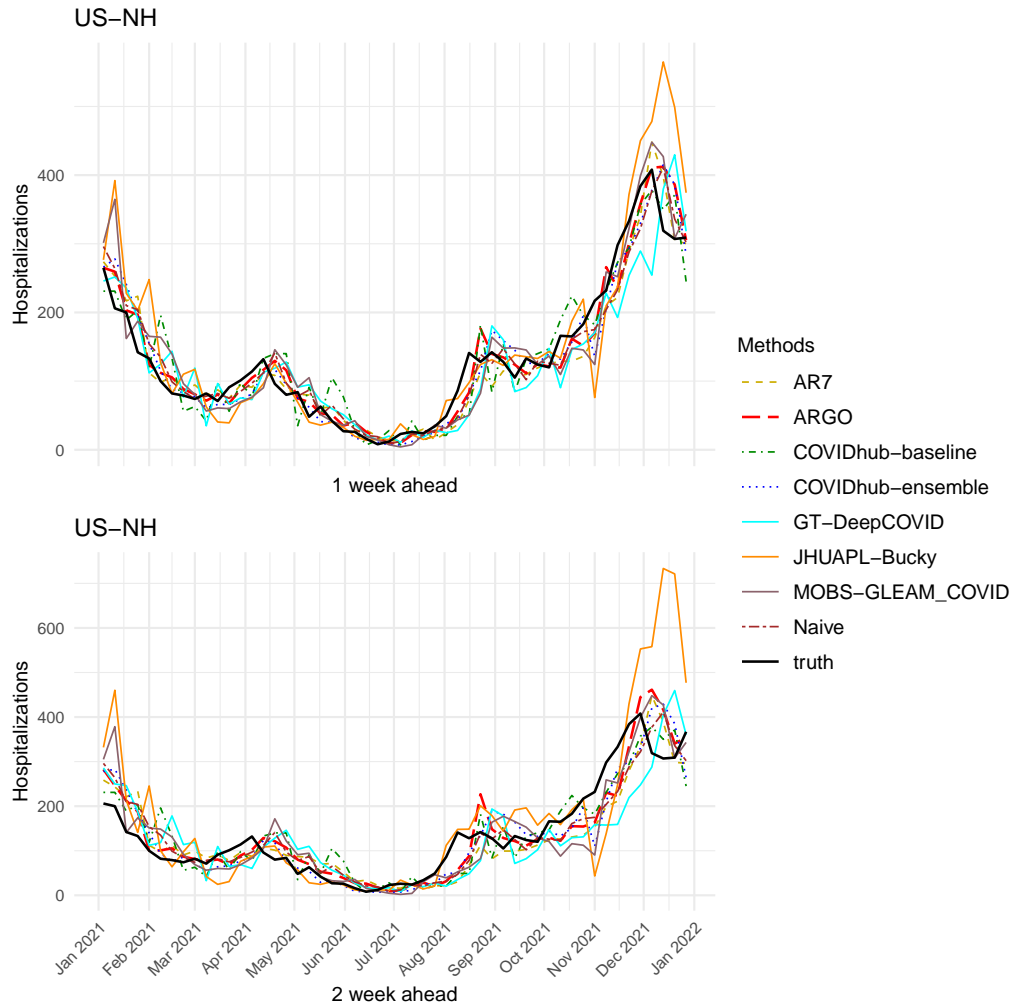 US−NH
Hospitalizations
400
200
0
1 week ahead
US−NH
Hospitalizations
600
400
200
0
Jan 2021
Feb 2021
Mar 2021
Apr 2021
May 2021
Jun 2021
Jul 2021
Aug 2021
Sep 2021
Oct 2021
Nov 2021
Dec 2021
Jan 2022
2 week ahead
Methods
AR7
ARGO
COVIDhub−baseline
COVIDhub−ensemble
GT−DeepCOVID
JHUAPL−Bucky
MOBS−GLEAM_COVID
Naive
truth